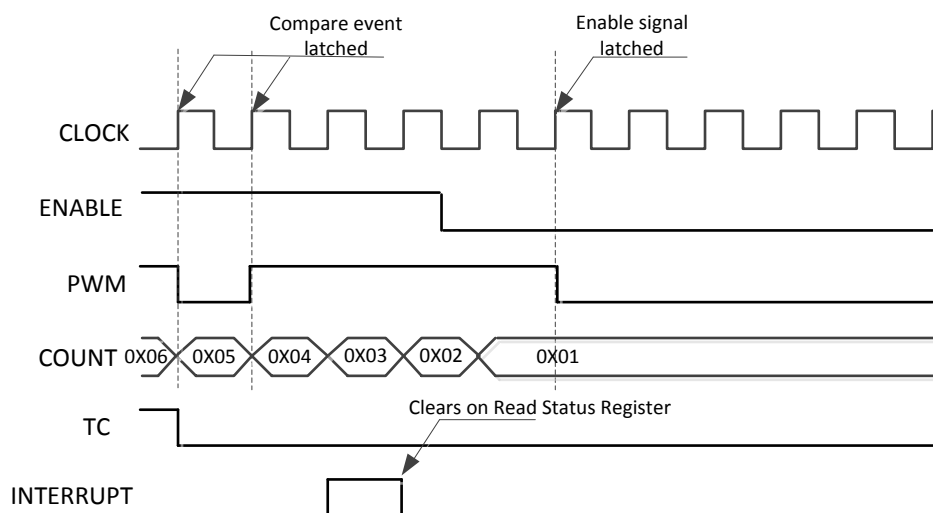 Compare event
latched
Enable signal
latched
CLOCK
ENABLE
PWM
COUNT 0X06 0X05 0X04 0X03 0X02 0X01
Clears on Read Status Register
TC
INTERRUPT